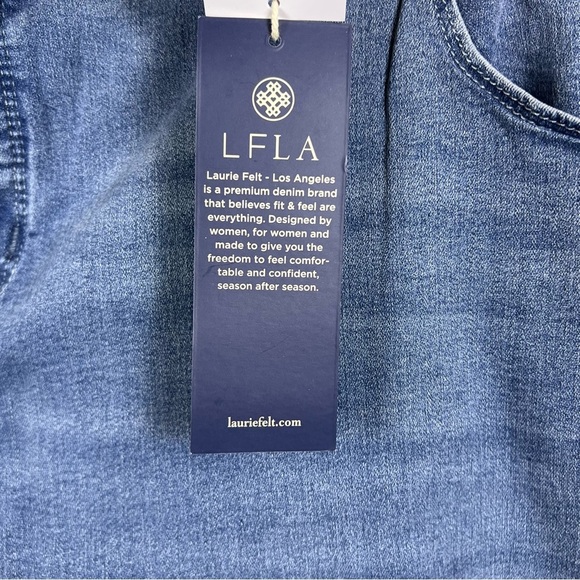 LFLA
Laurie Felt - Los Angeles
is a premium denim brand
that believes fit & feel are
everything. Designed by
women, for women and
made to give you the
freedom to feel comfor-
table and confident,
season after season.
lauriefelt.com